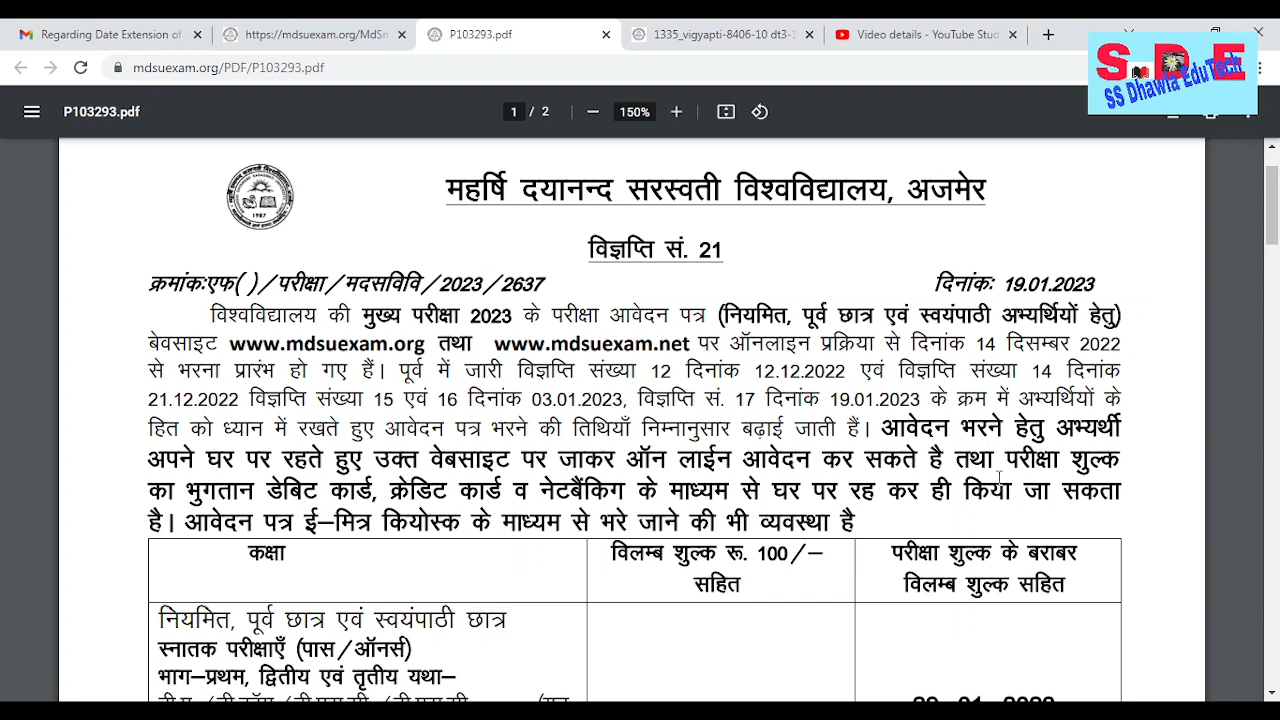 Regarding Date Extension of
https://mdsuexam.org/MdSm
P103293.pdf
1335_vigyapti-8406-10 dt3-1
Video details - YouTube Stud
mdsuexam.org/PDF/P103293.pdf
S D E
SS Dhawla EduTech
P103293.pdf
1 / 2
150%
महर्षि दयानन्द सरस्वती विश्वविद्यालय, अजमेर
1987
विज्ञप्ति सं. 21
क्रमांकःएफ( )/परीक्षा/मदसविवि/2023/2637
दिनांकः 19.01.2023
विश्वविद्यालय की मुख्य परीक्षा 2023 के परीक्षा आवेदन पत्र (नियमित, पूर्व छात्र एवं स्वयंपाठी अभ्यर्थियों हेतु)
बेवसाइट www.mdsuexam.org तथा www.mdsuexam.net पर ऑनलाइन प्रक्रिया से दिनांक 14 दिसम्बर 2022
से भरना प्रारंभ हो गए हैं। पूर्व में जारी विज्ञप्ति संख्या 12 दिनांक 12.12.2022 एवं विज्ञप्ति संख्या 14 दिनांक
21.12.2022 विज्ञप्ति संख्या 15 एवं 16 दिनांक 03.01.2023, विज्ञप्ति सं. 17 दिनांक 19.01.2023 के क्रम में अभ्यर्थियों के
हित को ध्यान में रखते हुए आवेदन पत्र भरने की तिथियाँ निम्नानुसार बढ़ाई जाती हैं। आवेदन भरने हेतु अभ्यर्थी
अपने घर पर रहते हुए उक्त वेबसाइट पर जाकर ऑन लाईन आवेदन कर सकते है तथा परीक्षा शुल्क
का भुगतान डेबिट कार्ड, क्रेडिट कार्ड व नेटबैंकिग के माध्यम से घर पर रह कर ही किया जा सकता
है। आवेदन पत्र ई–मित्र कियोस्क के माध्यम से भरे जाने की भी व्यवस्था है
कक्षा
विलम्ब शुल्क रू. 100/–
सहित
परीक्षा शुल्क के बराबर
विलम्ब शुल्क सहित
नियमित, पूर्व छात्र एवं स्वयंपाठी छात्र
स्नातक परीक्षाएँ (पास/ऑनर्स)
भाग–प्रथम, द्वितीय एवं तृतीय यथा–